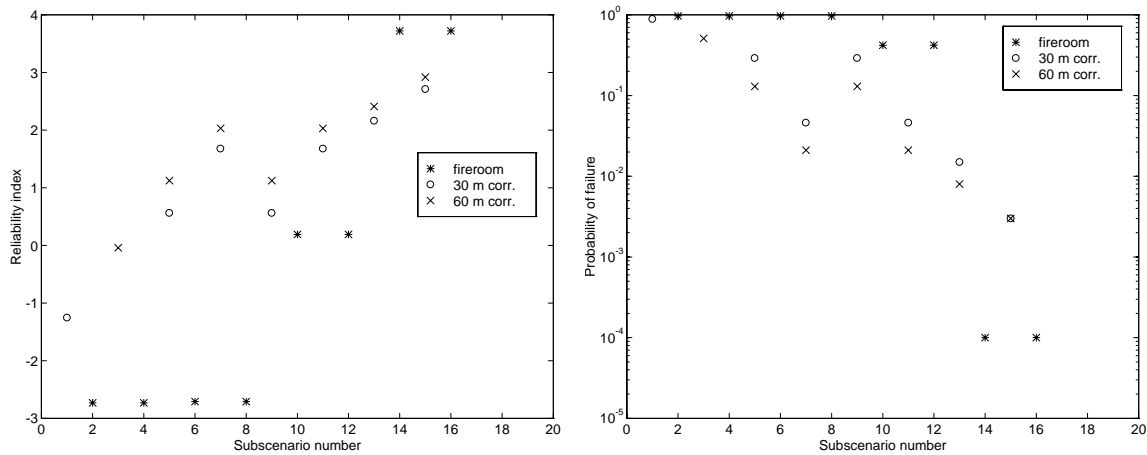 4
3
2
1
0
-1
-2
-3
Reliability index
0 2 4 6 8 10 12 14 16 18 20
Subscenario number
fireroom
30 m corr.
60 m corr.
10^0
10^-1
10^-2
10^-3
10^-4
10^-5
Probability of failure
0 2 4 6 8 10 12 14 16 18 20
Subscenario number
fireroom
30 m corr.
60 m corr.